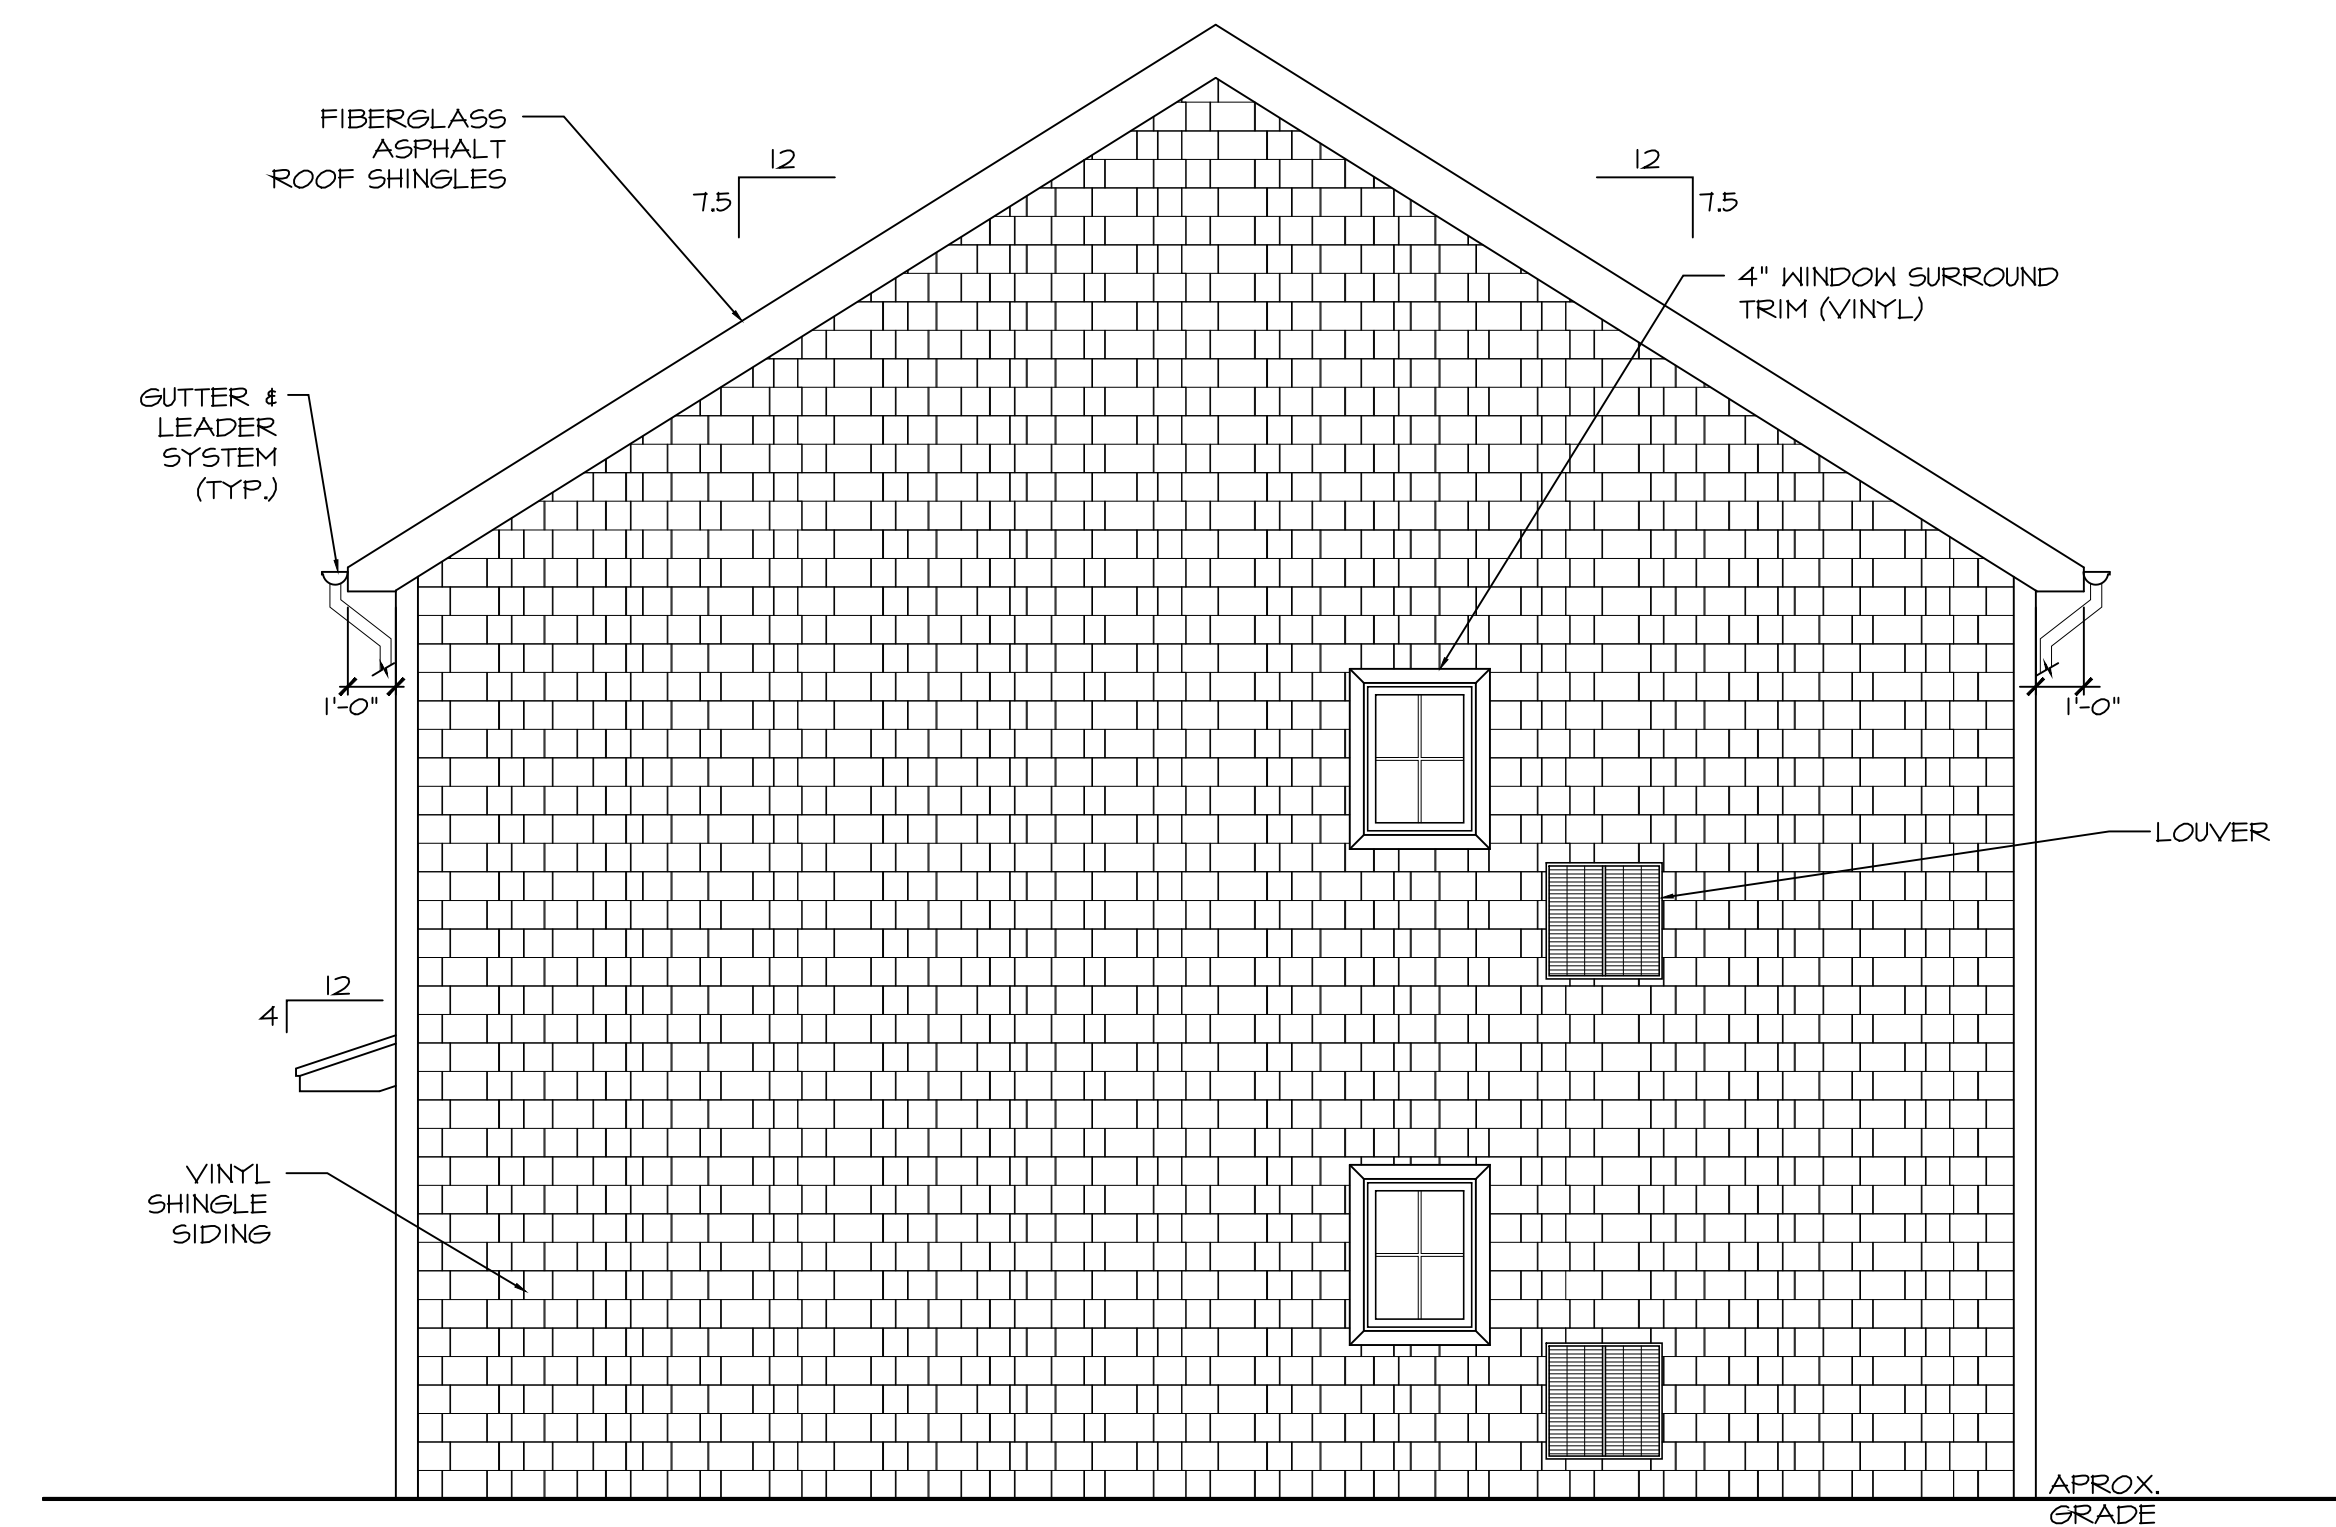 FIBERGLASS
ASPHALT
ROOF SHINGLES
12
7.5
12
7.5
4" WINDOW SURROUND
TRIM (VINYL)
GUTTER &
LEADER
SYSTEM
(TYP.)
1'-0"
1'-0"
LOUVER
12
4
VINYL
SHINGLE
SIDING
APROX.
GRADE